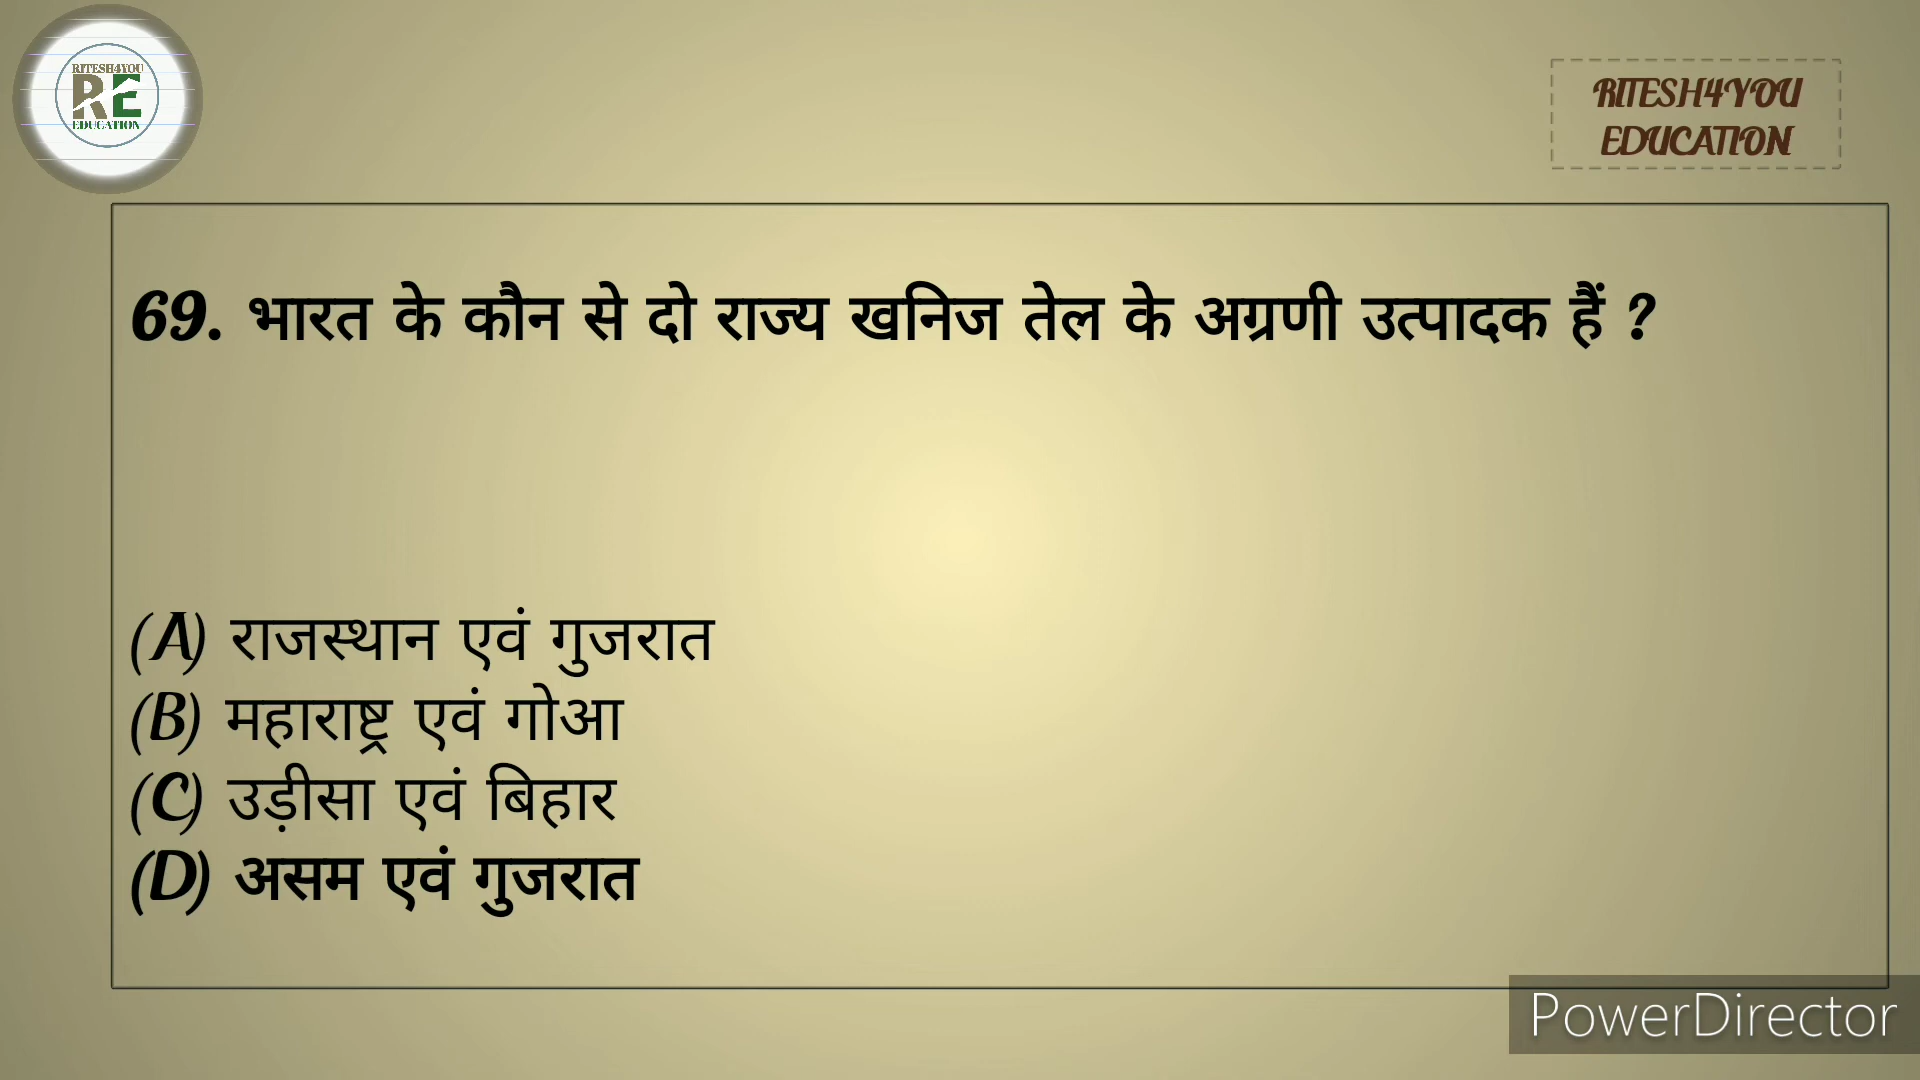 RITESH4YOU
RE
EDUCATION
RITESH4YOU
EDUCATION
69. भारत के कौन से दो राज्य खनिज तेल के अग्रणी उत्पादक हैं ?
(A) राजस्थान एवं गुजरात
(B) महाराष्ट्र एवं गोआ
(C) उड़ीसा एवं बिहार
(D) असम एवं गुजरात
PowerDirector